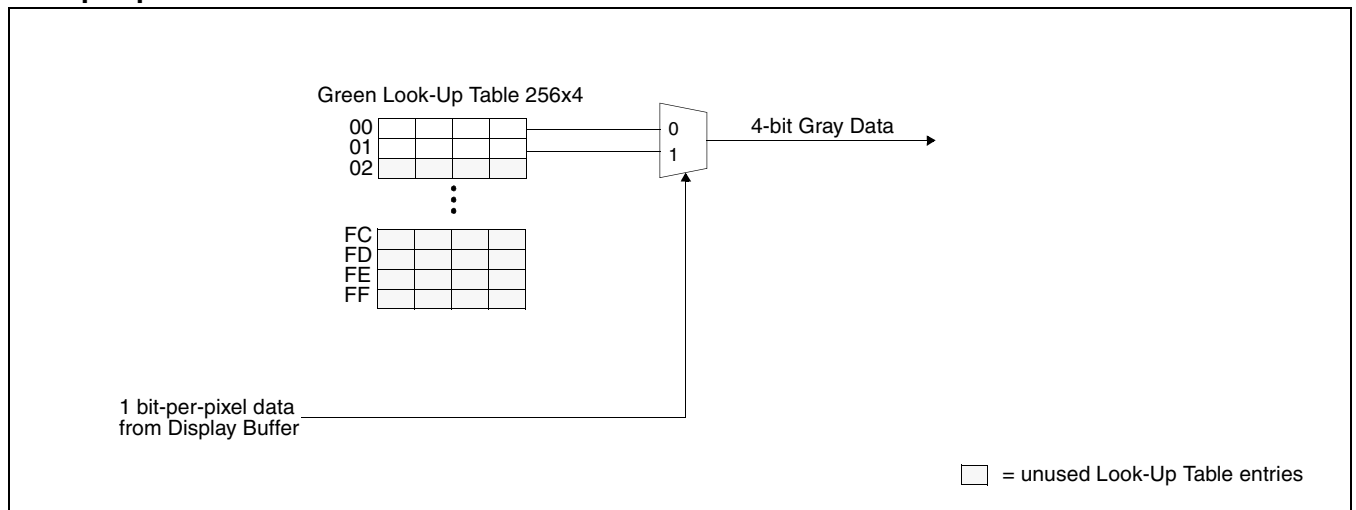 Green Look-Up Table 256x4
00
01
02
FC
FD
FE
FF
0
1
4-bit Gray Data
1 bit-per-pixel data
from Display Buffer
= unused Look-Up Table entries